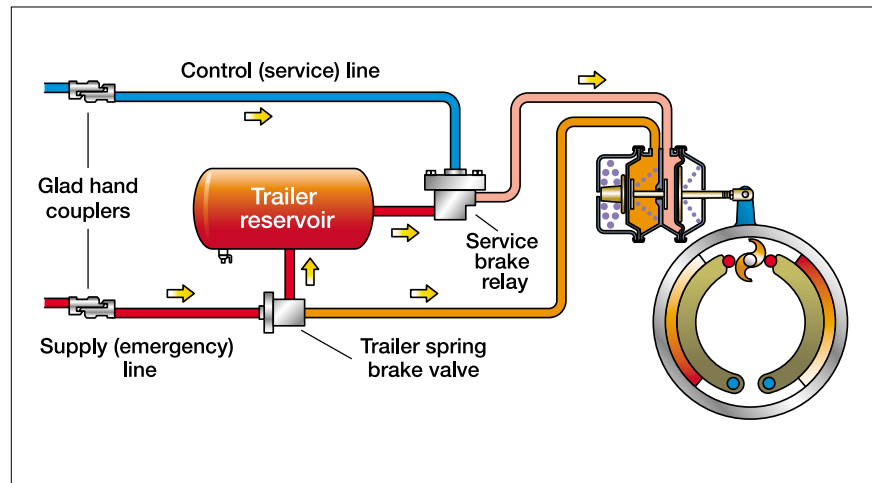 Control (service) line
Glad hand
couplers
Trailer
reservoir
Service
brake
relay
Supply (emergency)
line
Trailer spring
brake valve